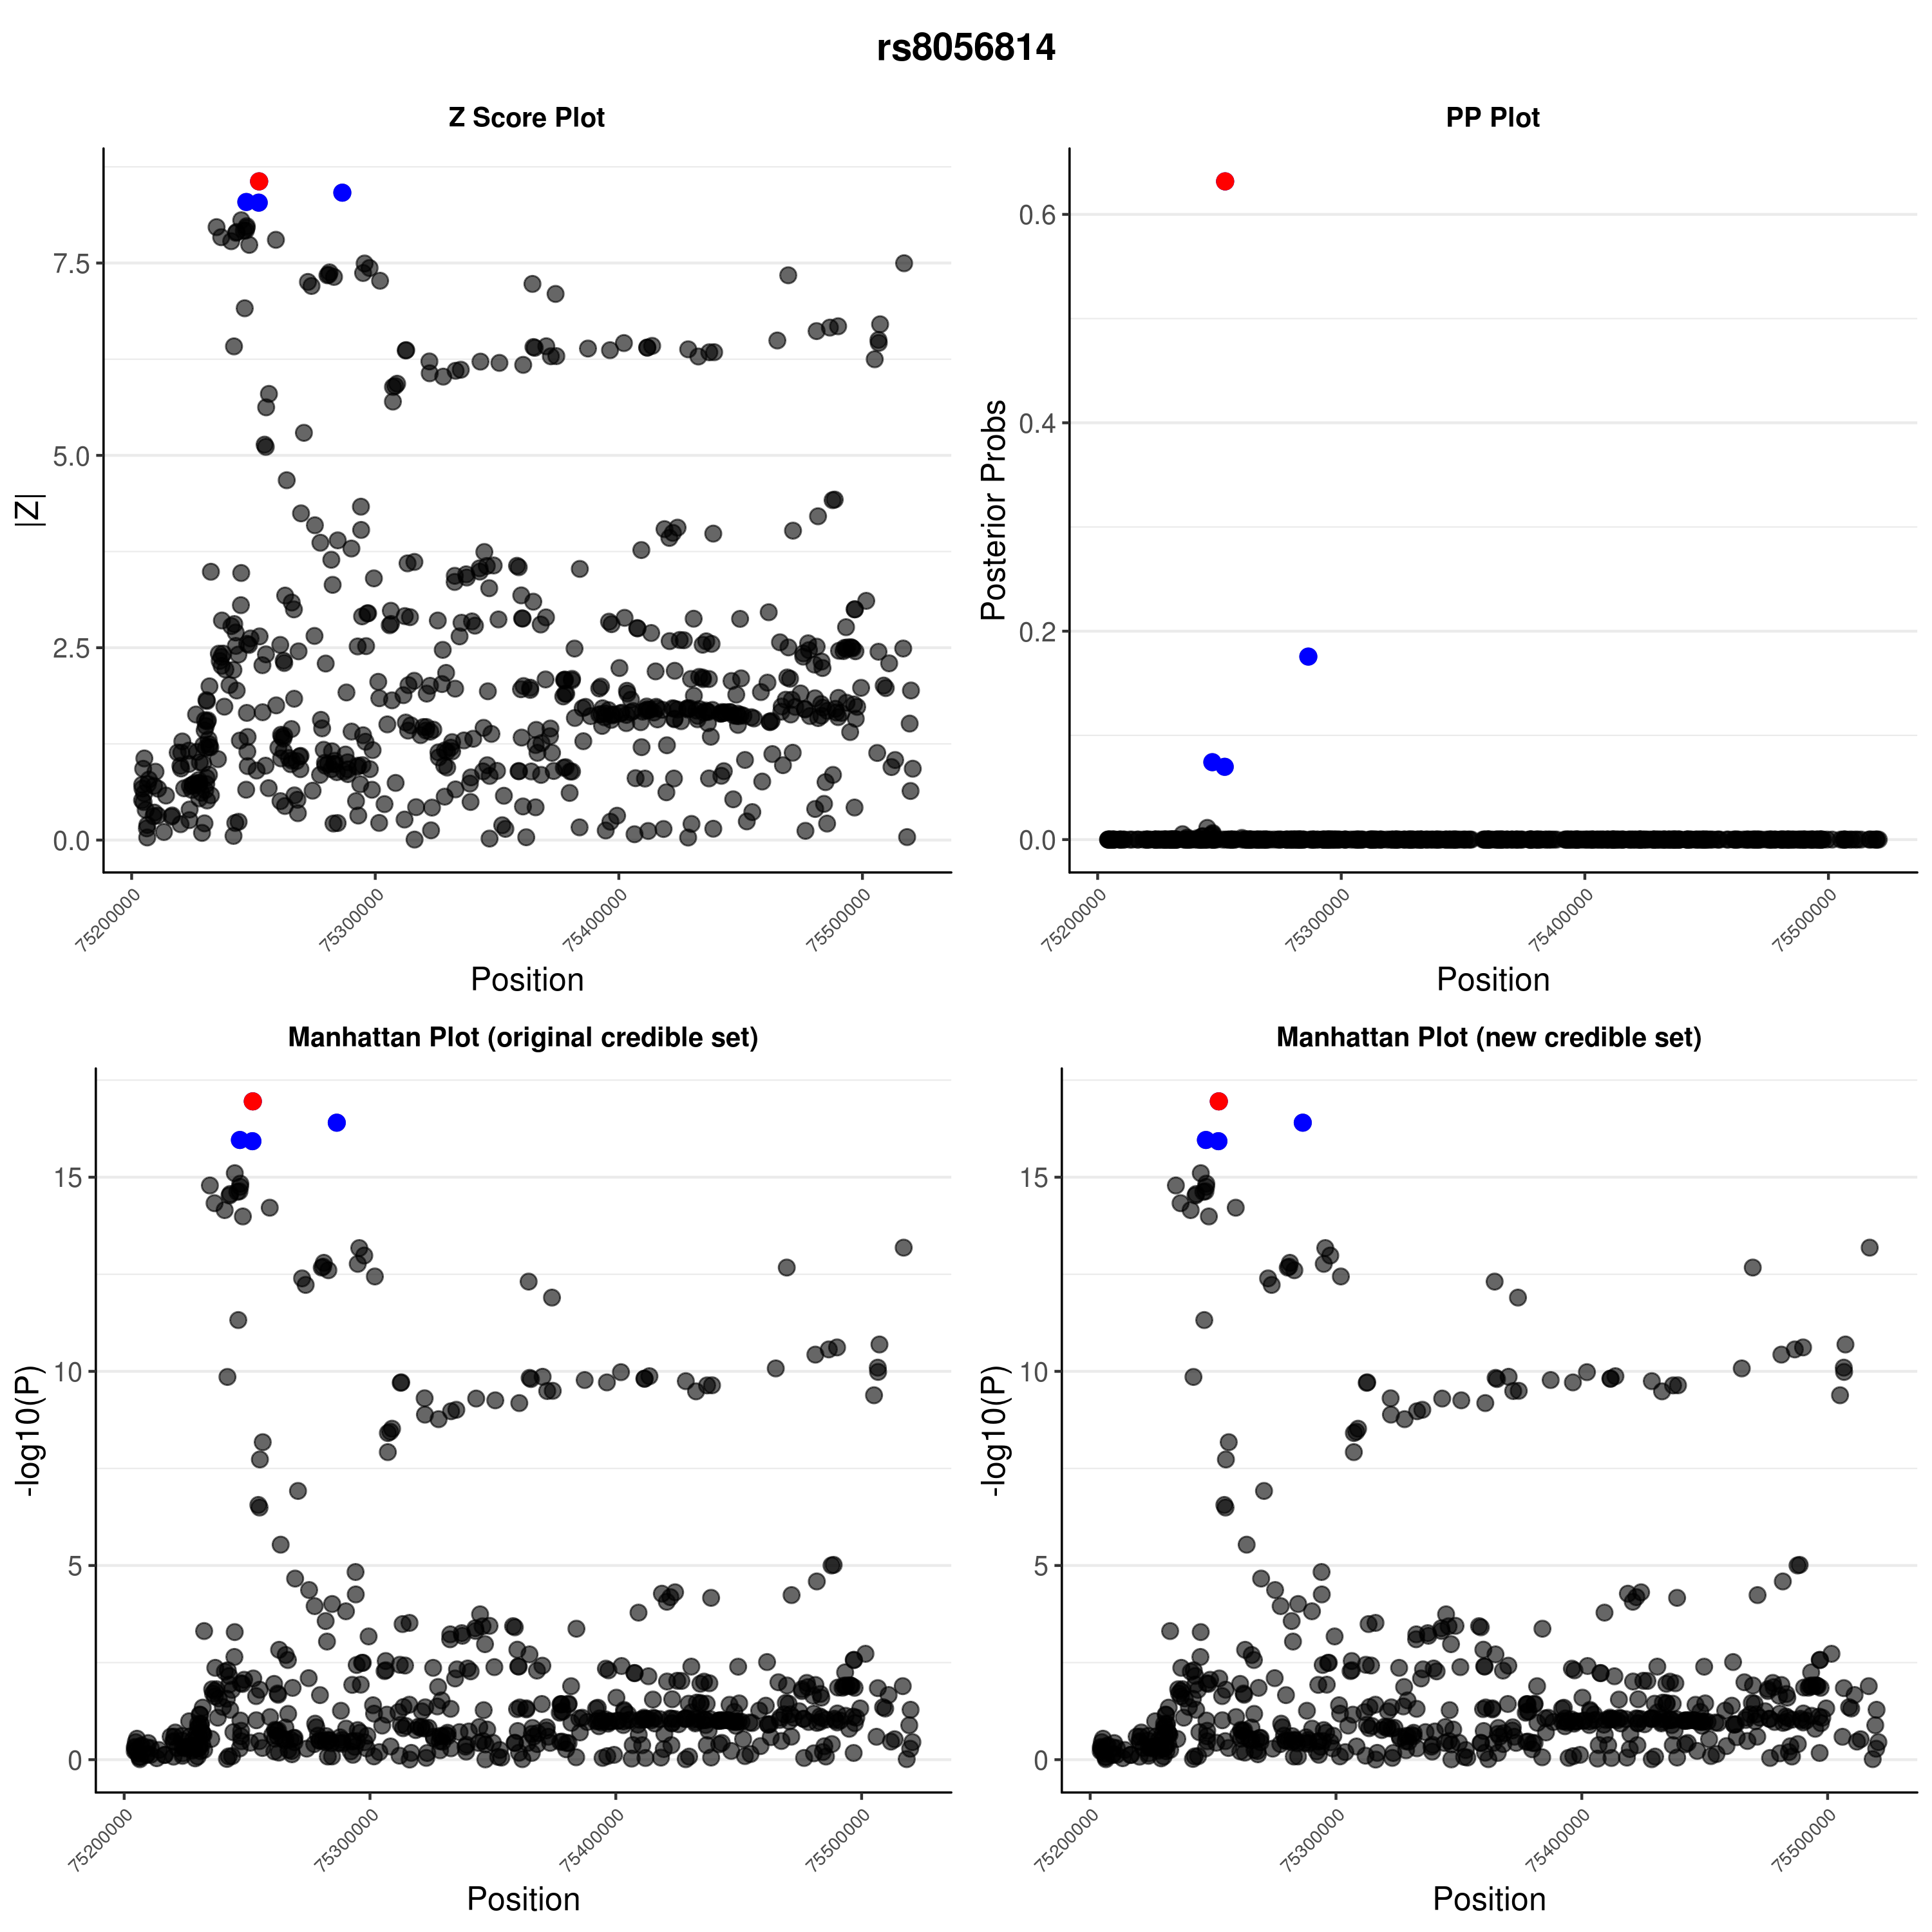 rs8056814
Z Score Plot
|Z|
7.5
5.0
2.5
0.0
75200000
75300000
75400000
75500000
Position
PP Plot
Posterior Probs
0.6
0.4
0.2
0.0
75200000
75300000
75400000
75500000
Position
Manhattan Plot (original credible set)
-log10(P)
15
10
5
0
75200000
75300000
75400000
75500000
Position
Manhattan Plot (new credible set)
-log10(P)
15
10
5
0
75200000
75300000
75400000
75500000
Position